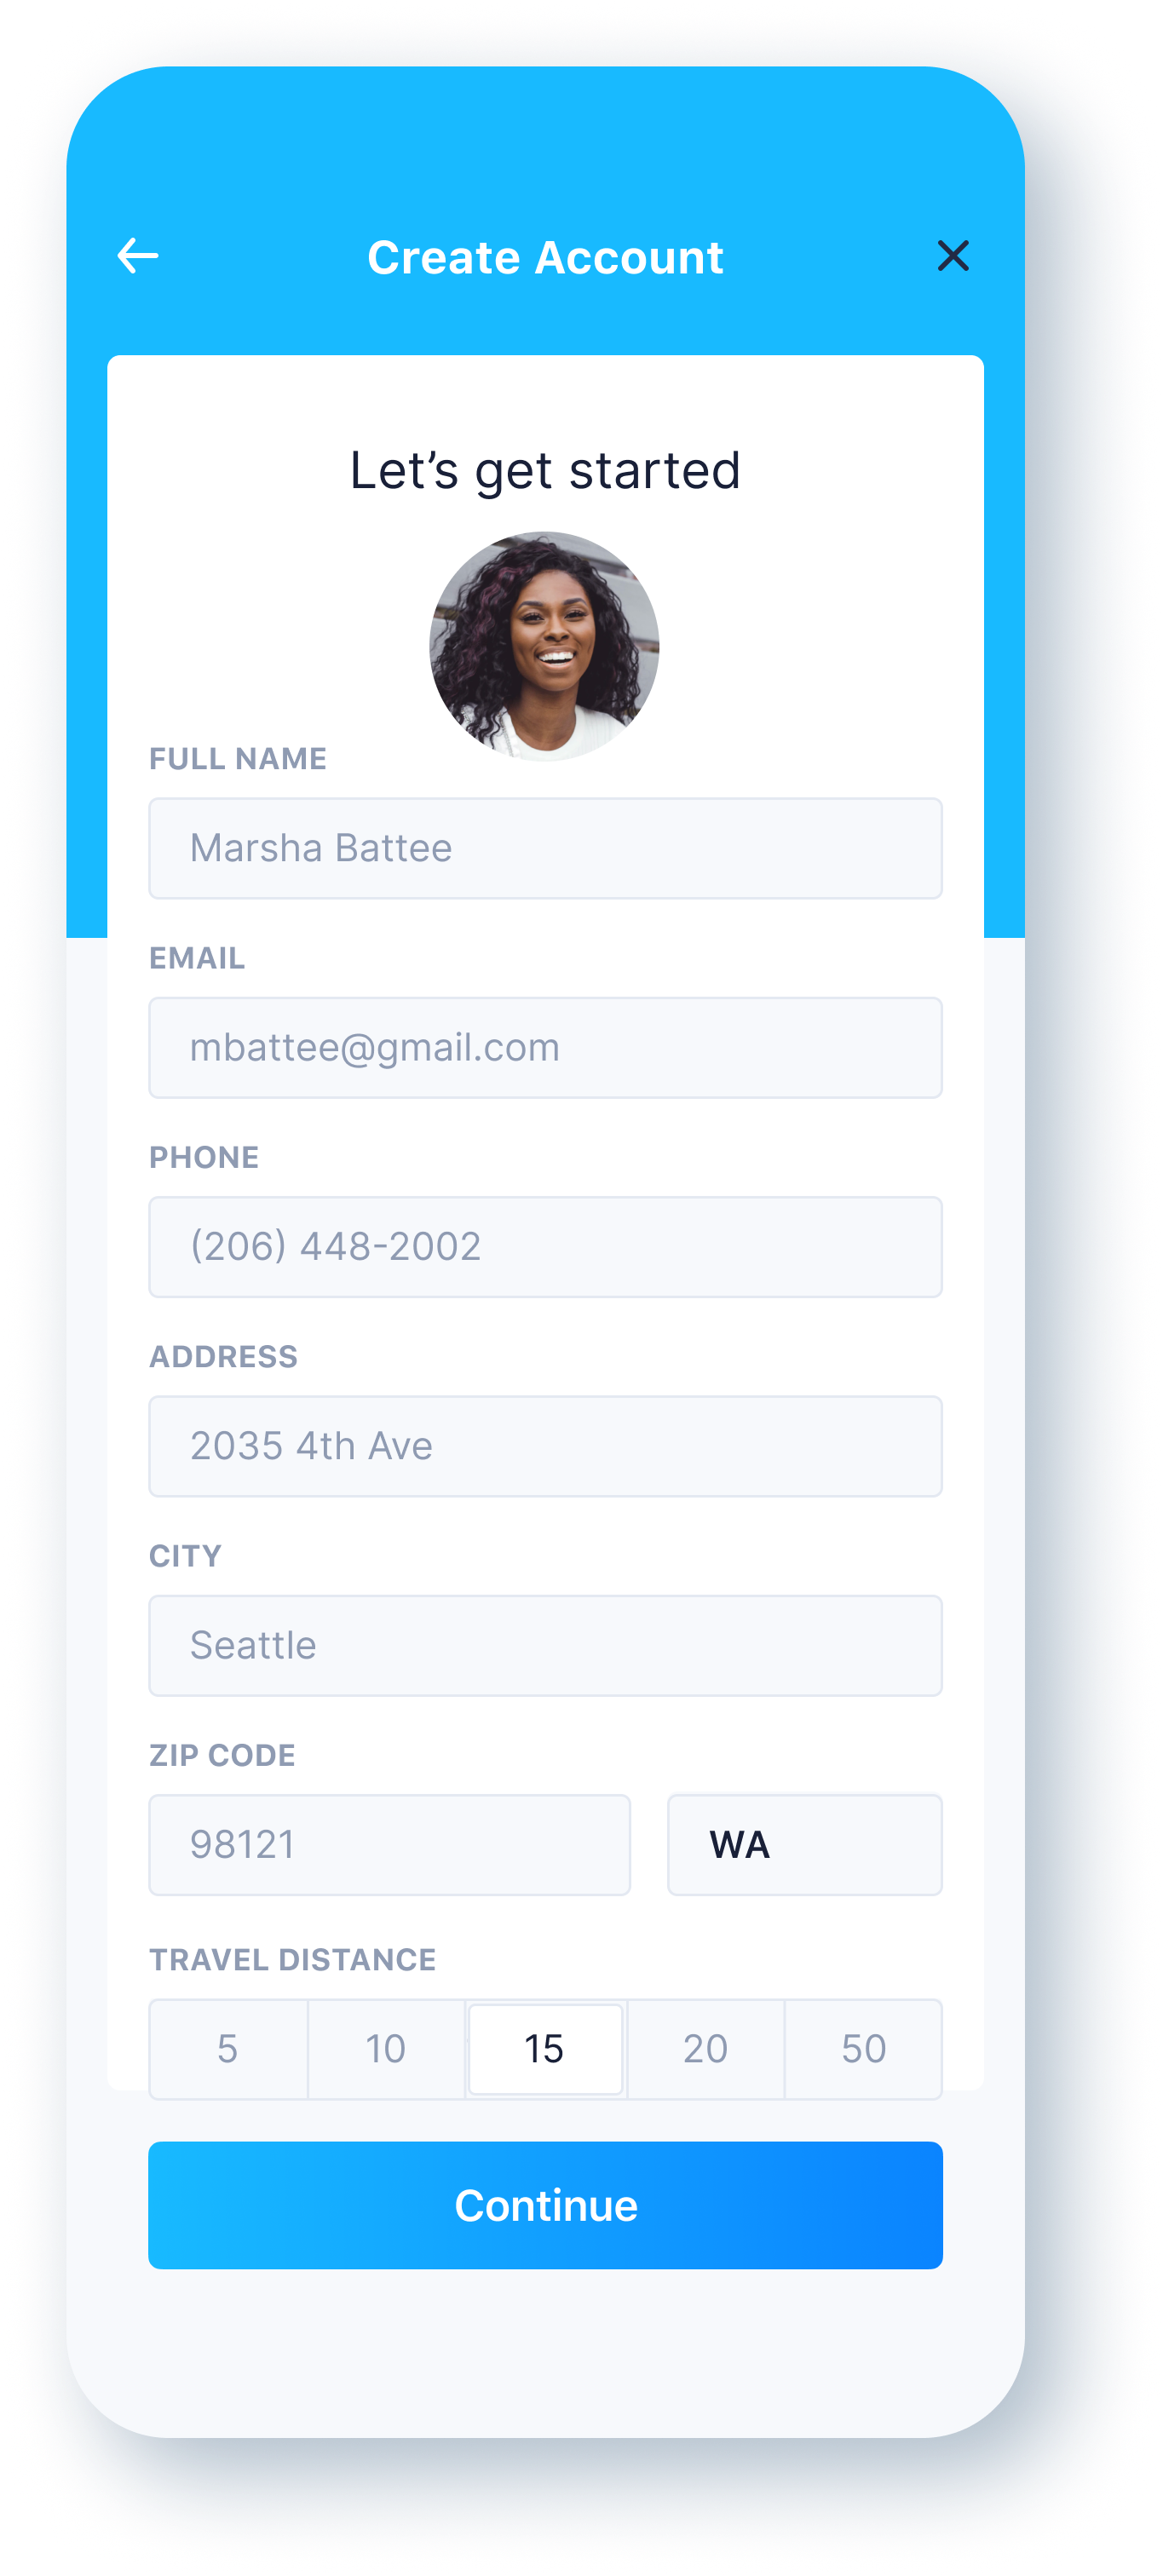 Create Account
Let’s get started
FULL NAME
Marsha Battee
EMAIL
mbattee@gmail.com
PHONE
(206) 448-2002
ADDRESS
2035 4th Ave
CITY
Seattle
ZIP CODE
98121 WA
TRAVEL DISTANCE
5 10 15 20 50
Continue